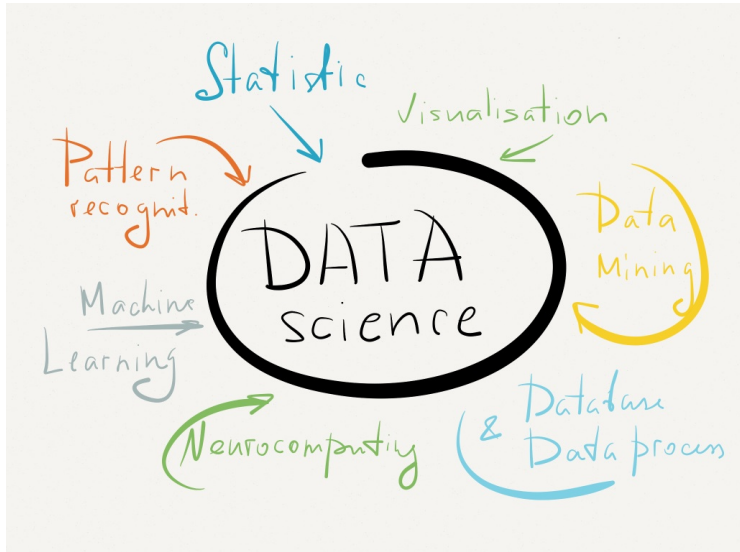 Statistic
Visualisation
Pattern
recognit.
Data
Mining
DATA
science
Machine
Learning
Neurocomputing
& Database
Data process